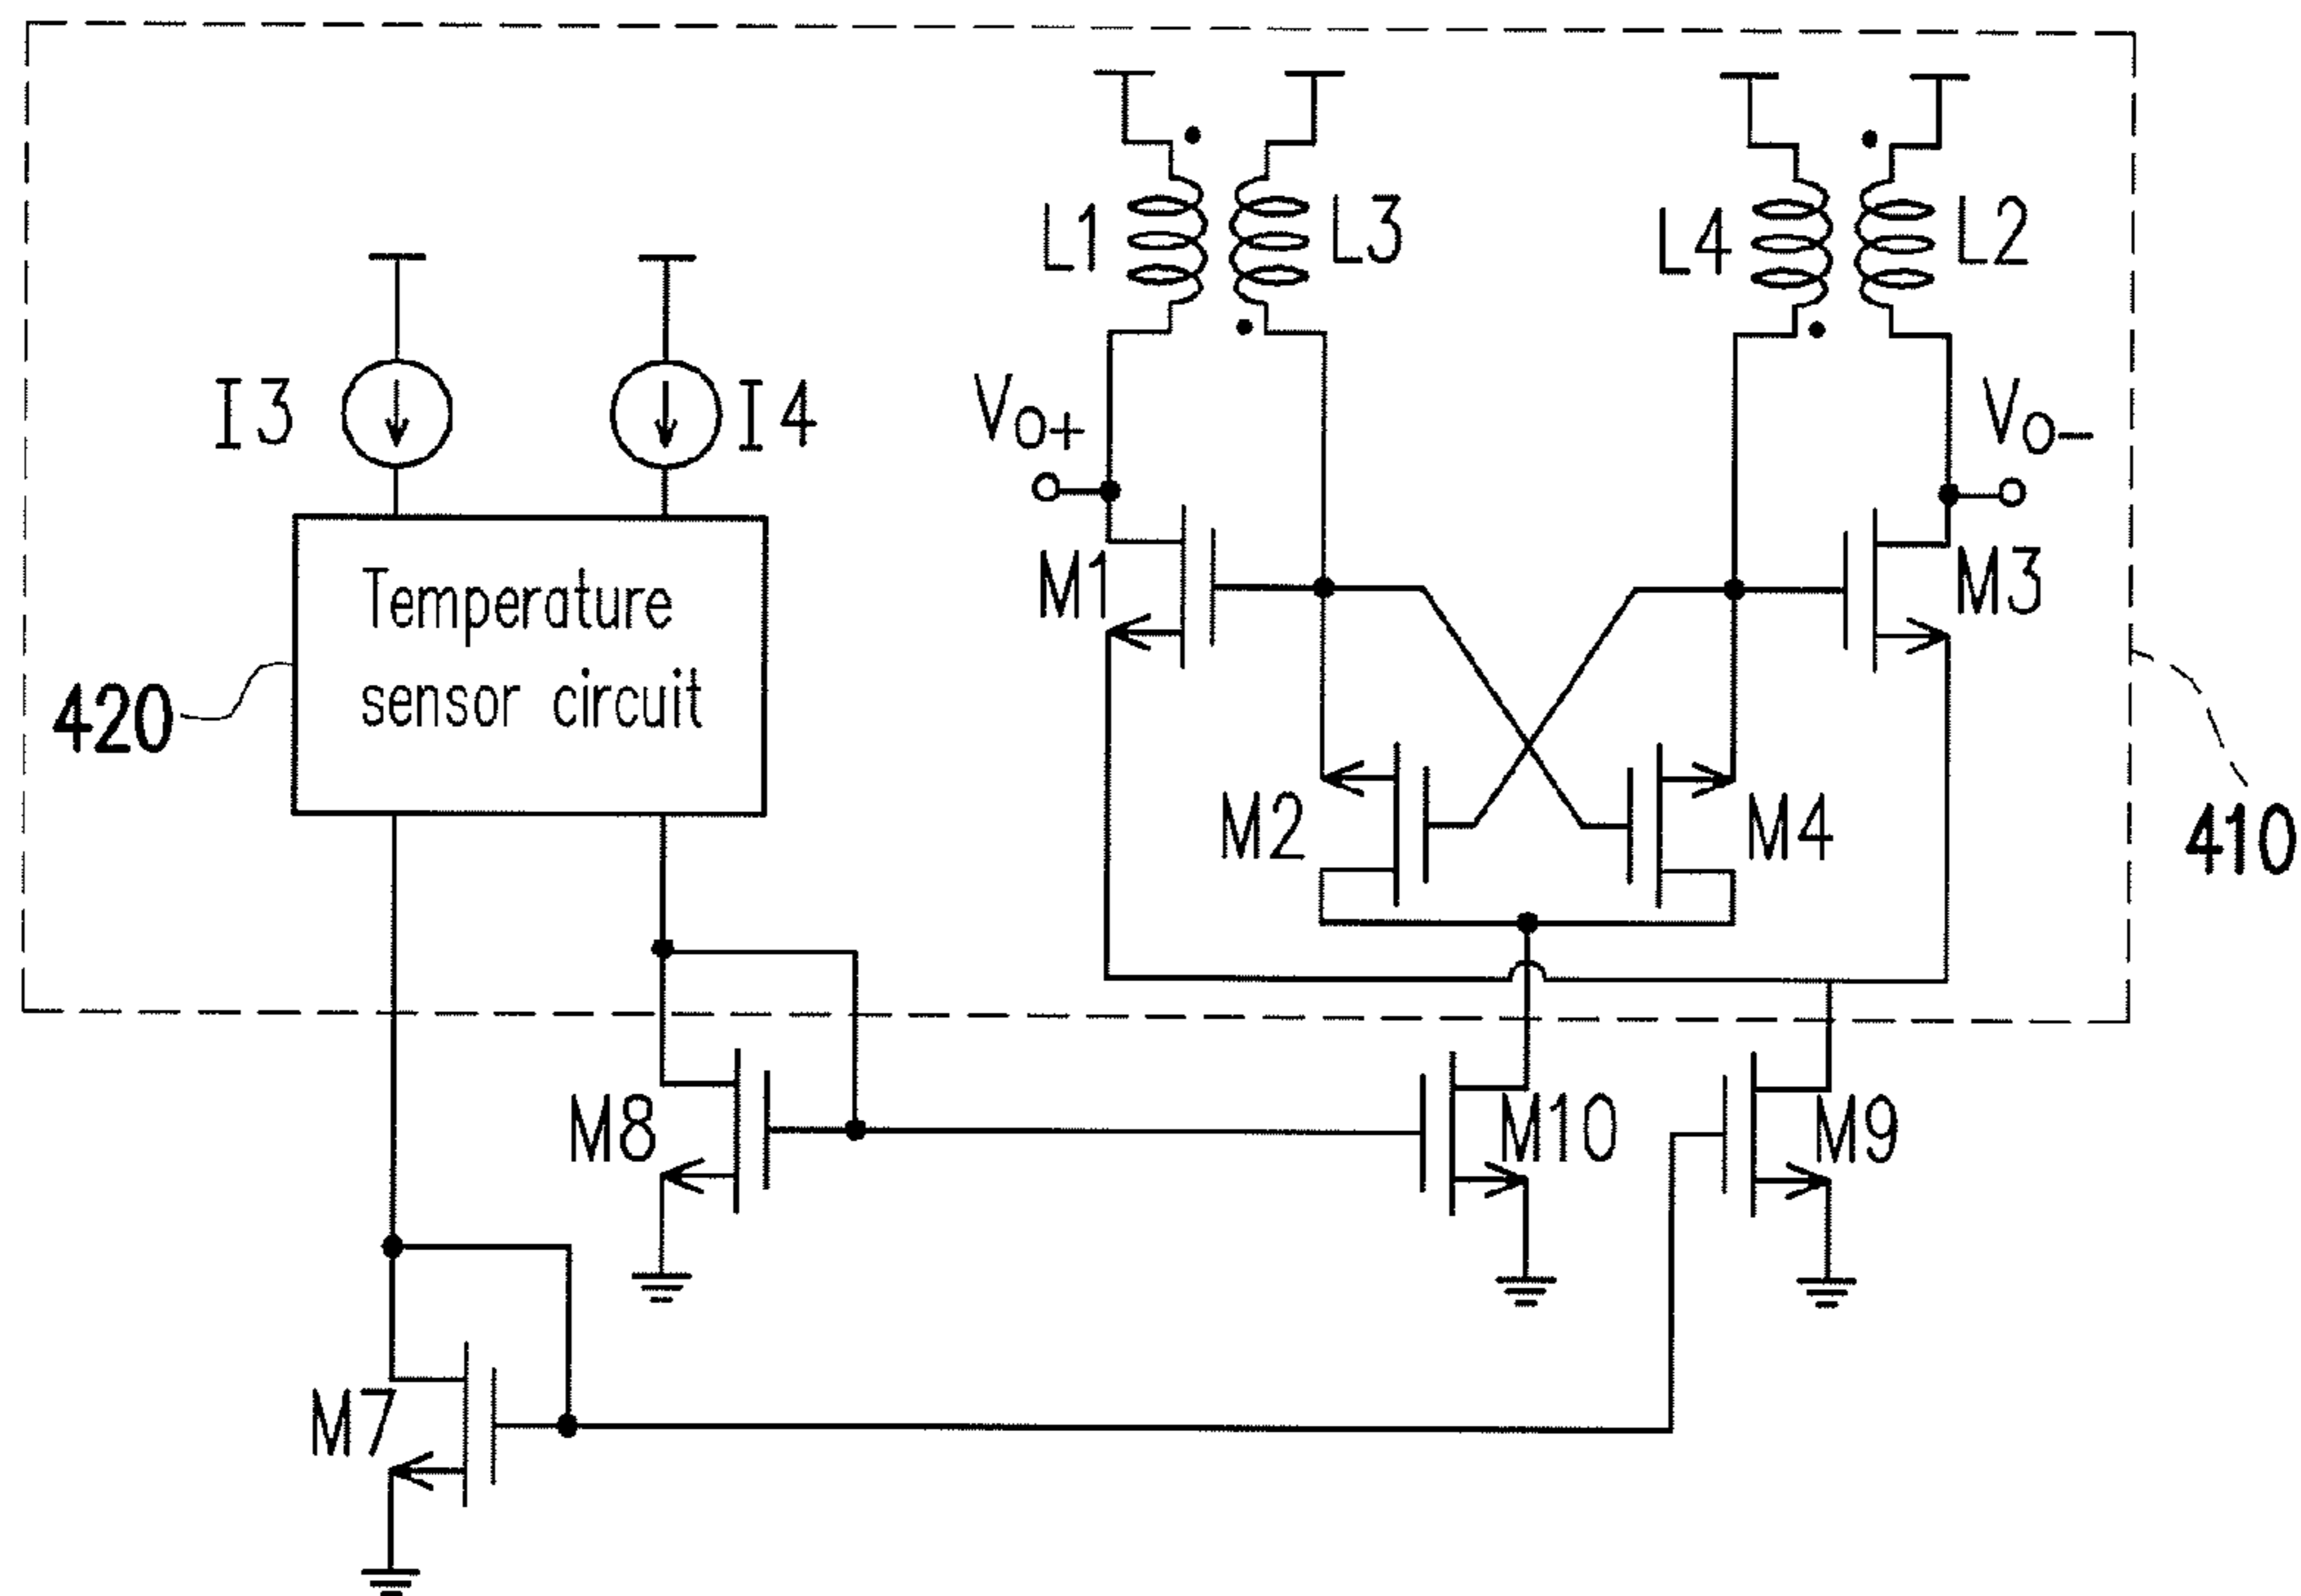 L1
L3
L4
L2
I3
I4
VO+
VO-
Temperature
sensor circuit
420
M1
M3
M2
M4
410
M8
M10
M9
M7